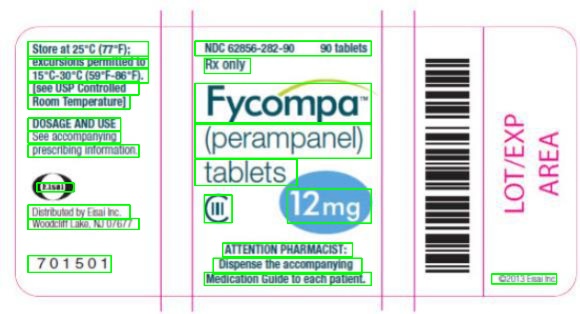 Store at 25°C (77°F);
excursions permitted to
15°C-30°C (59°F-86°F).
[see USP Controlled
Room Temperature]
DOSAGE AND USE
See accompanying
prescribing information.
Eisai
Distributed by Eisai Inc.
Woodcliff Lake, NJ 07677
701501
NDC 62856-282-90 90 tablets
Rx only
Fycompa™
(perampanel)
tablets
CIII
12mg
ATTENTION PHARMACIST:
Dispense the accompanying
Medication Guide to each patient.
LOT/EXP
AREA
©2013 Eisai Inc.